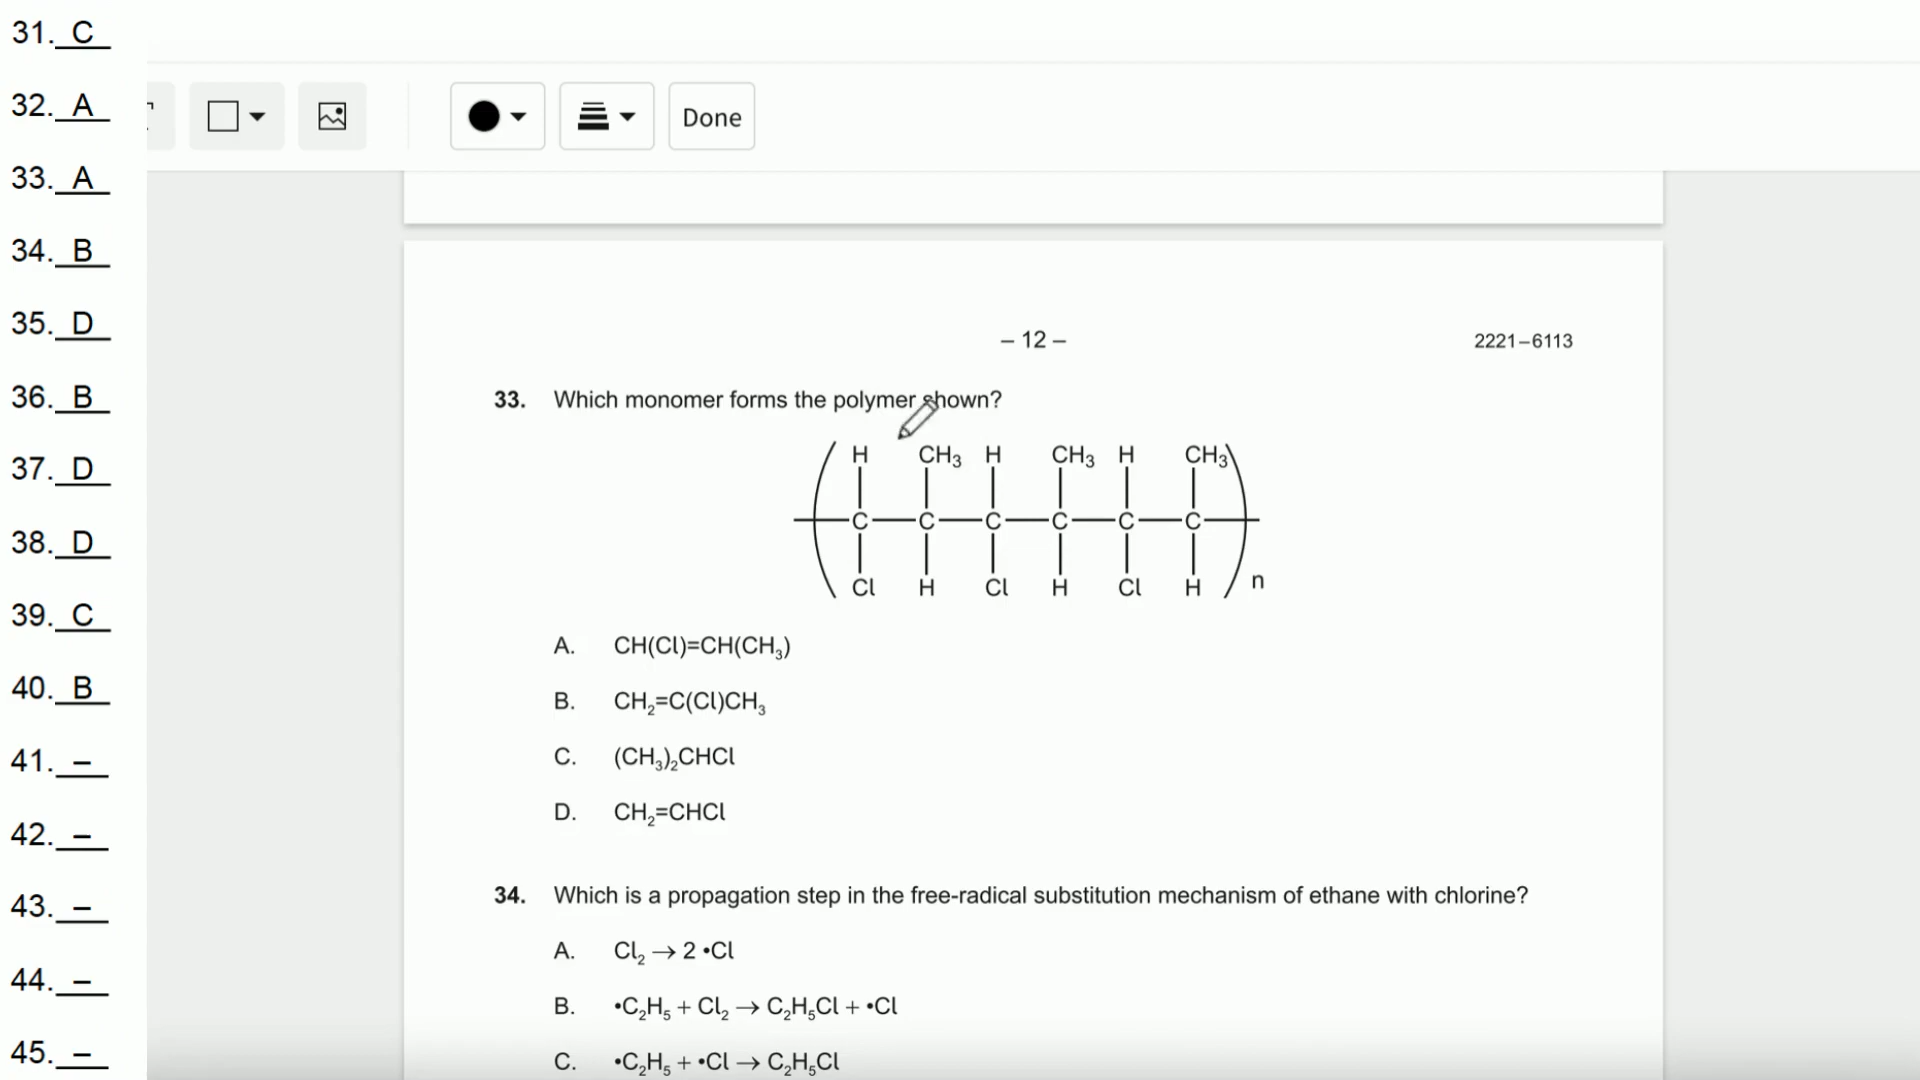 31. C
32. A
33. A
34. B
35. D
36. B
37. D
38. D
39. C
40. B
41. –
42. –
43. –
44. –
45. –
Done
– 12 –
2221–6113
33. Which monomer forms the polymer shown?
H CH₃ H CH₃ H CH₃
C C C C C C
Cl H Cl H Cl H n
A. CH(Cl)=CH(CH₃)
B. CH₂=C(Cl)CH₃
C. (CH₃)₂CHCl
D. CH₂=CHCl
34. Which is a propagation step in the free-radical substitution mechanism of ethane with chlorine?
A. Cl₂ → 2 •Cl
B. •C₂H₅ + Cl₂ → C₂H₅Cl + •Cl
C. •C₂H₅ + •Cl → C₂H₅Cl